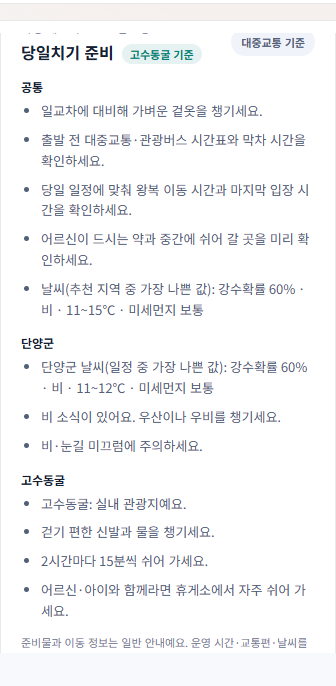 당일치기 준비 고수동굴 기준
대중교통 기준
공통
일교차에 대비해 가벼운 겉옷을 챙기세요.
출발 전 대중교통·관광버스 시간표와 막차 시간을
확인하세요.
당일 일정에 맞춰 왕복 이동 시간과 마지막 입장 시
간을 확인하세요.
어르신이 드시는 약과 중간에 쉬어 갈 곳을 미리 확
인하세요.
날씨(추천 지역 중 가장 나쁜 값): 강수확률 60% ·
비 · 11~15°C · 미세먼지 보통
단양군
단양군 날씨(일정 중 가장 나쁜 값): 강수확률 60%
· 비 · 11~12°C · 미세먼지 보통
비 소식이 있어요. 우산이나 우비를 챙기세요.
비·눈길 미끄럼에 주의하세요.
고수동굴
고수동굴: 실내 관광지예요.
걷기 편한 신발과 물을 챙기세요.
2시간마다 15분씩 쉬어 가세요.
어르신·아이와 함께라면 휴게소에서 자주 쉬어 가
세요.
준비물과 이동 정보는 일반 안내예요. 운영 시간·교통편·날씨를